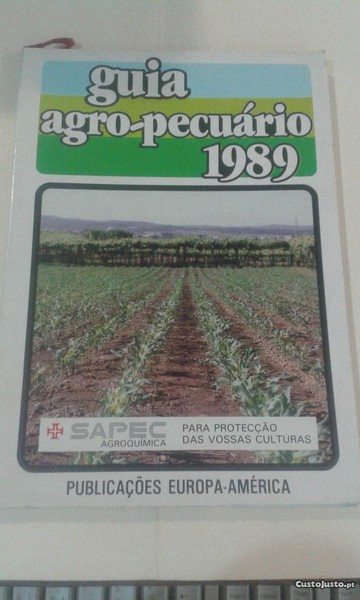 guia
agro-pecuário
1989
SAPEC
AGROQUÍMICA
PARA PROTECÇÃO
DAS VOSSAS CULTURAS
PUBLICAÇÕES EUROPA-AMÉRICA
CustoJusto.pt